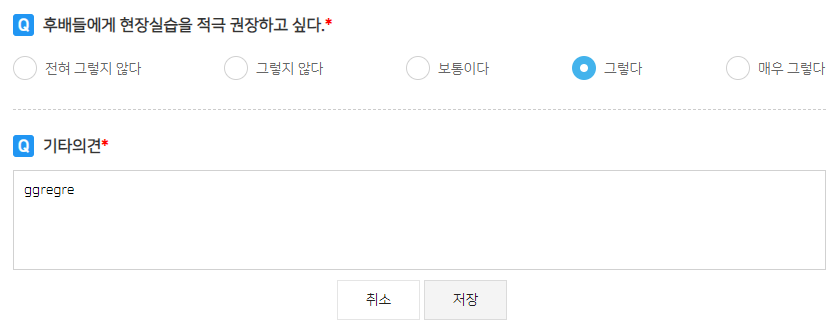 Q 후배들에게 현장실습을 적극 권장하고 싶다.*
전혀 그렇지 않다 그렇지 않다 보통이다 그렇다 매우 그렇다
Q 기타의견*
ggregre
취소 저장